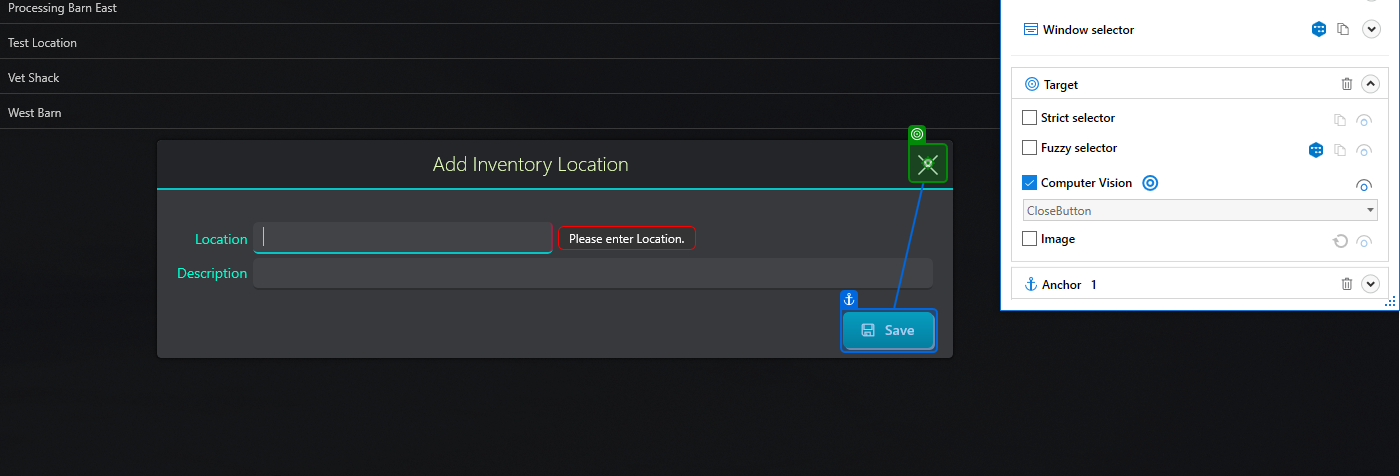 Processing Barn East
Test Location
Vet Shack
West Barn
Add Inventory Location
Location
Please enter Location.
Description
Save
Window selector
Target
Strict selector
Fuzzy selector
Computer Vision
CloseButton
Image
Anchor 1